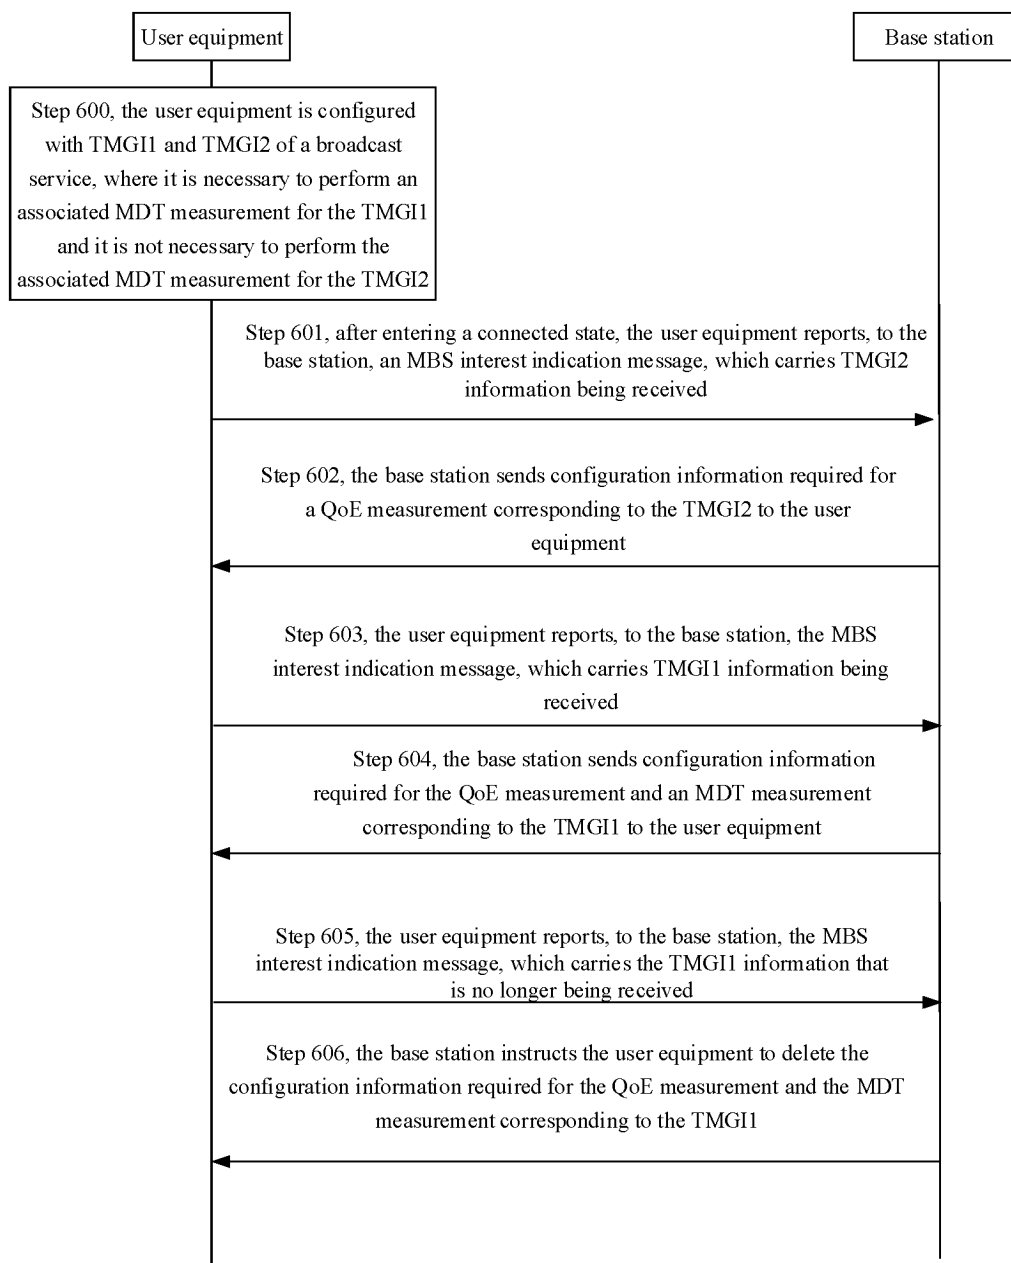 User equipment
Base station
Step 600, the user equipment is configured
with TMGI1 and TMGI2 of a broadcast
service, where it is necessary to perform an
associated MDT measurement for the TMGI1
and it is not necessary to perform the
associated MDT measurement for the TMGI2
Step 601, after entering a connected state, the user equipment reports, to the
base station, an MBS interest indication message, which carries TMGI2
information being received
Step 602, the base station sends configuration information required for
a QoE measurement corresponding to the TMGI2 to the user
equipment
Step 603, the user equipment reports, to the base station, the MBS
interest indication message, which carries TMGI1 information being
received
Step 604, the base station sends configuration information
required for the QoE measurement and an MDT measurement
corresponding to the TMGI1 to the user equipment
Step 605, the user equipment reports, to the base station, the MBS
interest indication message, which carries the TMGI1 information that
is no longer being received
Step 606, the base station instructs the user equipment to delete the
configuration information required for the QoE measurement and the MDT
measurement corresponding to the TMGI1